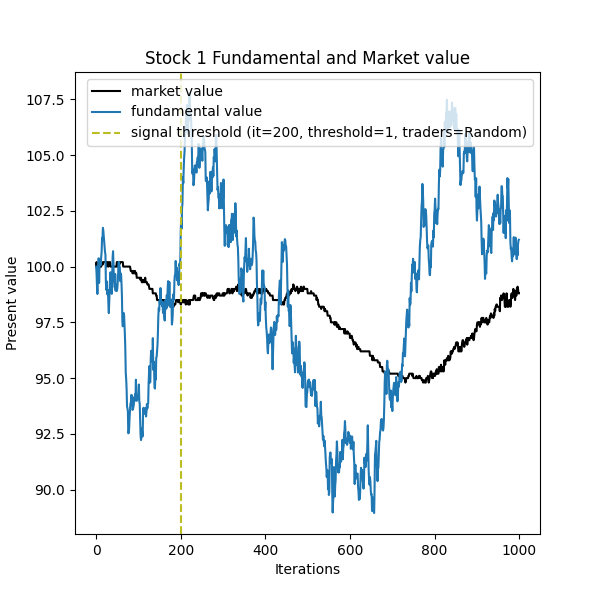 Stock 1 Fundamental and Market value
market value
fundamental value
signal threshold (it=200, threshold=1, traders=Random)
107.5
105.0
102.5
100.0
97.5
95.0
92.5
90.0
Present value
0 200 400 600 800 1000
Iterations